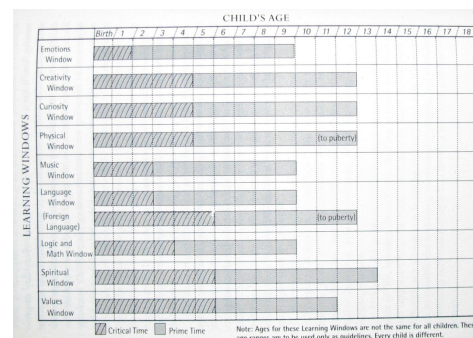 CHILD'S AGE
Birth / 1 / 2 / 3 / 4 / 5 / 6 / 7 / 8 / 9 / 10 / 11 / 12 / 13 / 14 / 15 / 16 / 17 / 18
LEARNING WINDOWS
Emotions
Window
Creativity
Window
Curiosity
Window
Physical
Window
(to puberty)
Music
Window
Language
Window
(Foreign
Language)
(to puberty)
Logic and
Math Window
Spiritual
Window
Values
Window
Critical Time Prime Time
Note: Ages for these Learning Windows are not the same for all children. These
age ranges are to be used only as guidelines. Every child is different.